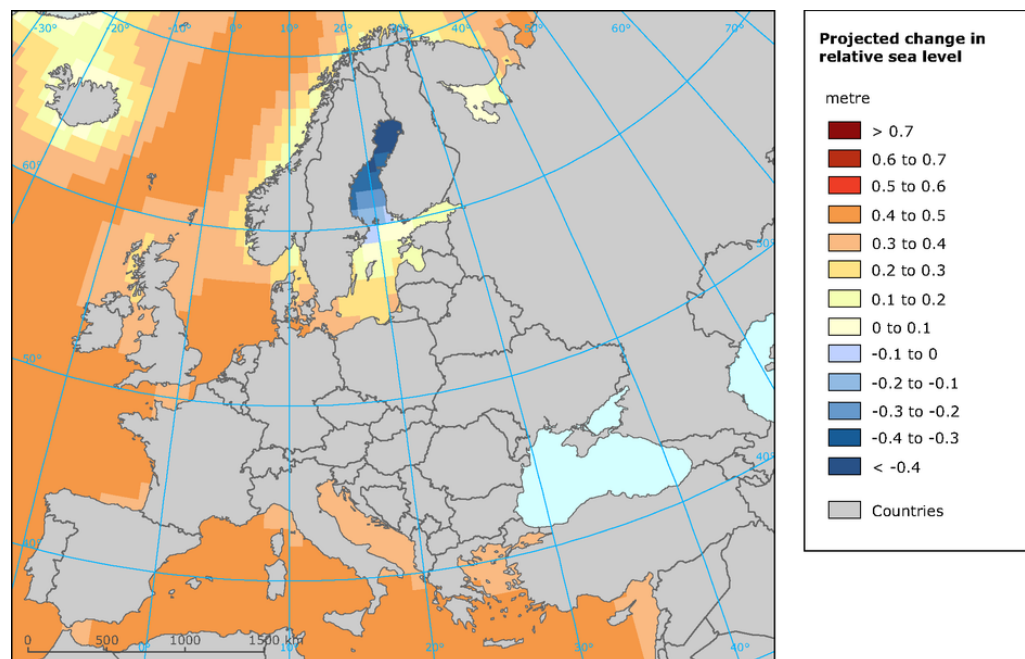 -30°
-20°
-10°
0°
10°
20°
30°
40°
50°
60°
70°
60°
50°
50°
40°
40°
0
500
1000
1500 km
0°
10°
20°
30°
40°
Projected change in
relative sea level
metre
> 0.7
0.6 to 0.7
0.5 to 0.6
0.4 to 0.5
0.3 to 0.4
0.2 to 0.3
0.1 to 0.2
0 to 0.1
-0.1 to 0
-0.2 to -0.1
-0.3 to -0.2
-0.4 to -0.3
< -0.4
Countries